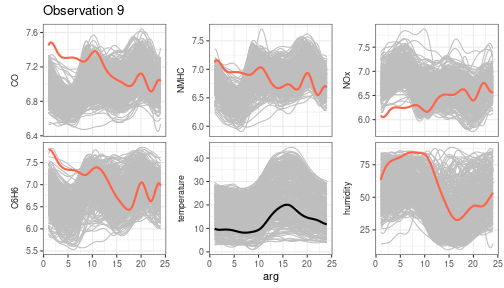 Observation 9
CO
7.6
7.2
6.8
6.4
NMHC
7.5
7.0
6.5
6.0
NOx
7.5
7.0
6.5
6.0
C6H6
7.5
7.0
6.5
6.0
5.5
temperature
40
30
20
10
0
humidity
75
50
25
0 5 10 15 20 25
0 5 10 15 20 25
0 5 10 15 20 25
arg